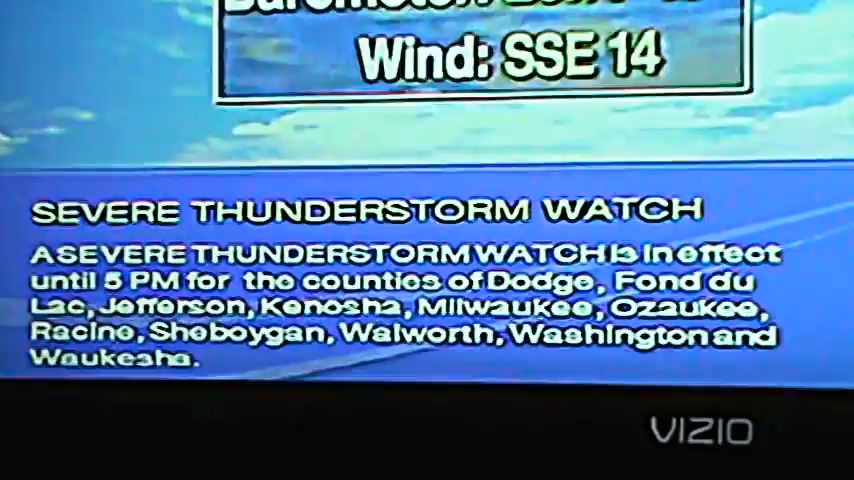 Barometer:
Wind: SSE 14
SEVERE THUNDERSTORM WATCH
A SEVERE THUNDERSTORM WATCH is in effect
until 5 PM for the counties of Dodge, Fond du
Lac, Jefferson, Kenosha, Milwaukee, Ozaukee,
Racine, Sheboygan, Walworth, Washington and
Waukesha.
VIZIO